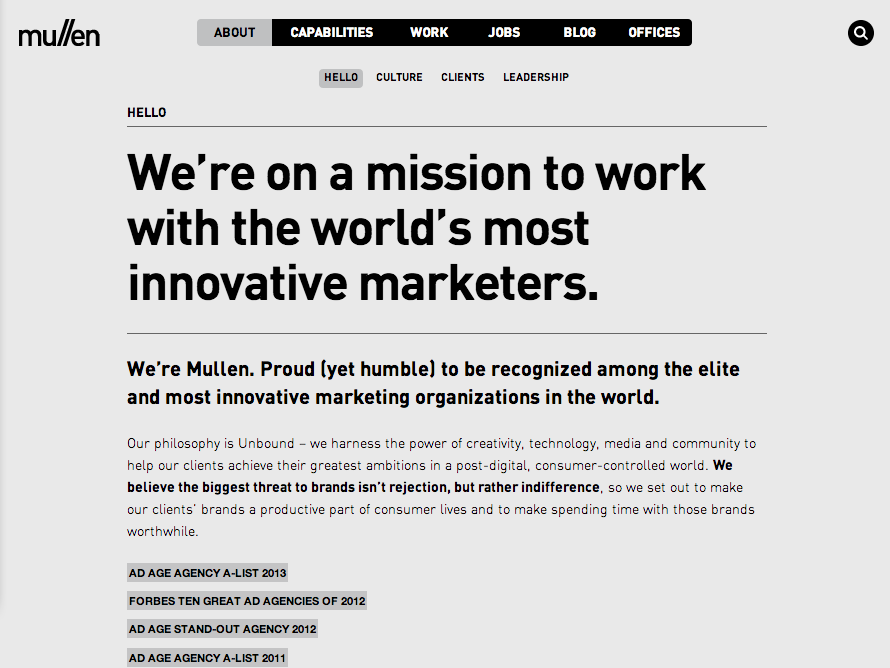 mullen
ABOUT CAPABILITIES WORK JOBS BLOG OFFICES
HELLO CULTURE CLIENTS LEADERSHIP
HELLO
We’re on a mission to work
with the world’s most
innovative marketers.
We’re Mullen. Proud (yet humble) to be recognized among the elite
and most innovative marketing organizations in the world.
Our philosophy is Unbound – we harness the power of creativity, technology, media and community to
help our clients achieve their greatest ambitions in a post-digital, consumer-controlled world. We
believe the biggest threat to brands isn’t rejection, but rather indifference, so we set out to make
our clients’ brands a productive part of consumer lives and to make spending time with those brands
worthwhile.
AD AGE AGENCY A-LIST 2013
FORBES TEN GREAT AD AGENCIES OF 2012
AD AGE STAND-OUT AGENCY 2012
AD AGE AGENCY A-LIST 2011